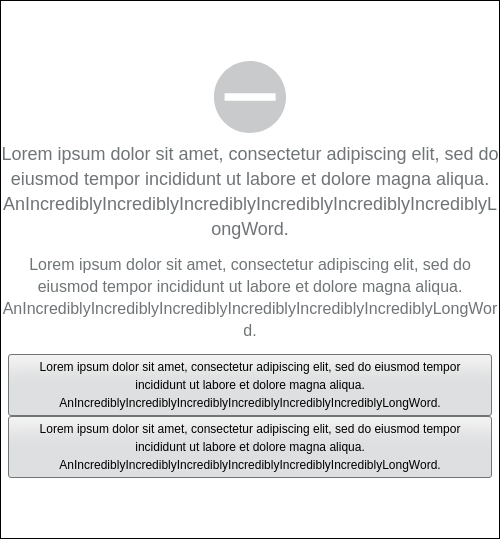 Lorem ipsum dolor sit amet, consectetur adipiscing elit, sed do
eiusmod tempor incididunt ut labore et dolore magna aliqua.
AnIncrediblyIncrediblyIncrediblyIncrediblyIncrediblyIncrediblyL
ongWord.
Lorem ipsum dolor sit amet, consectetur adipiscing elit, sed do
eiusmod tempor incididunt ut labore et dolore magna aliqua.
AnIncrediblyIncrediblyIncrediblyIncrediblyIncrediblyIncrediblyLongWor
d.
Lorem ipsum dolor sit amet, consectetur adipiscing elit, sed do eiusmod tempor
incididunt ut labore et dolore magna aliqua.
AnIncrediblyIncrediblyIncrediblyIncrediblyIncrediblyIncrediblyLongWord.
Lorem ipsum dolor sit amet, consectetur adipiscing elit, sed do eiusmod tempor
incididunt ut labore et dolore magna aliqua.
AnIncrediblyIncrediblyIncrediblyIncrediblyIncrediblyIncrediblyLongWord.